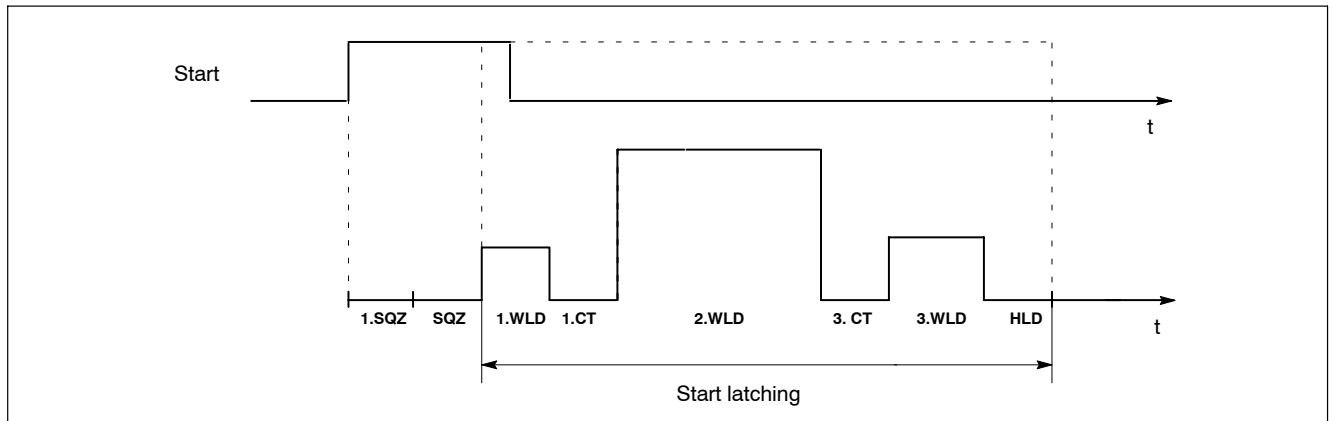 Start
t
1.SQZ SQZ 1.WLD 1.CT 2.WLD 3. CT 3.WLD HLD
t
Start latching